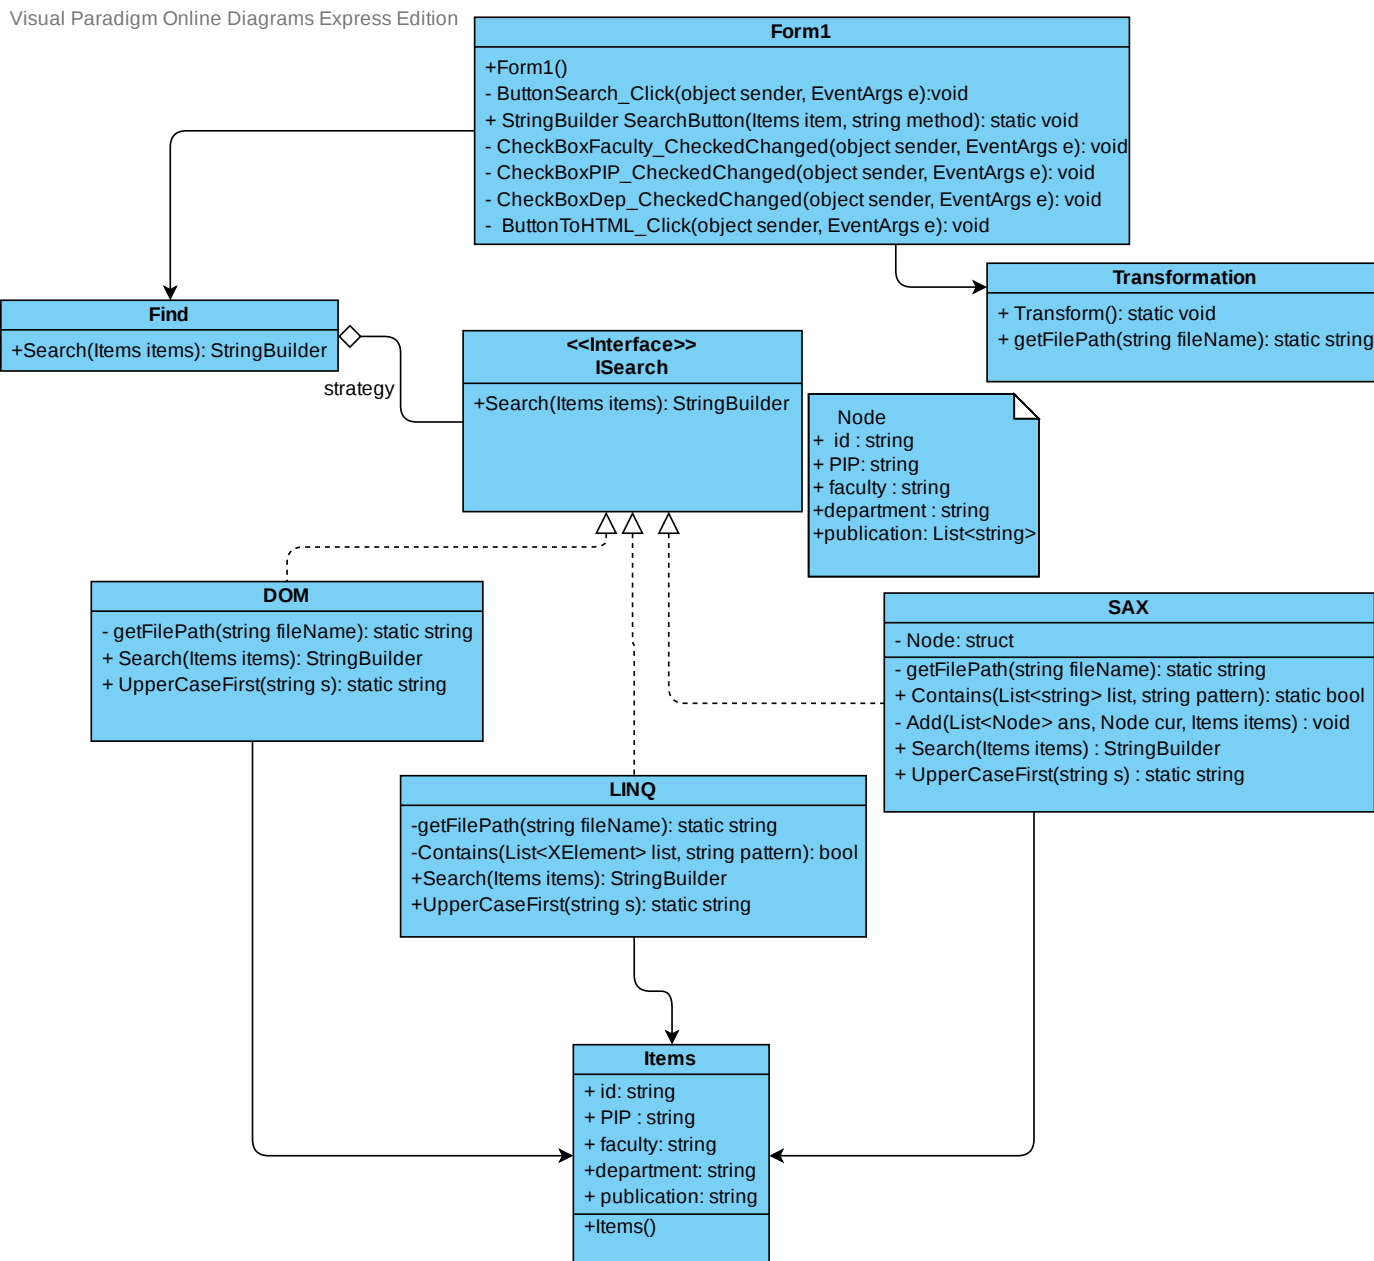 Visual Paradigm Online Diagrams Express Edition
Form1
+Form1()
- ButtonSearch_Click(object sender, EventArgs e):void
+ StringBuilder SearchButton(Items item, string method): static void
- CheckBoxFaculty_CheckedChanged(object sender, EventArgs e): void
- CheckBoxPIP_CheckedChanged(object sender, EventArgs e): void
- CheckBoxDep_CheckedChanged(object sender, EventArgs e): void
- ButtonToHTML_Click(object sender, EventArgs e): void
Transformation
+ Transform(): static void
+ getFilePath(string fileName): static string
Find
+Search(Items items): StringBuilder
strategy
<<Interface>>
ISearch
+Search(Items items): StringBuilder
Node
+ id : string
+ PIP: string
+ faculty : string
+department : string
+publication: List<string>
DOM
- getFilePath(string fileName): static string
+ Search(Items items): StringBuilder
+ UpperCaseFirst(string s): static string
SAX
- Node: struct
- getFilePath(string fileName): static string
+ Contains(List<string> list, string pattern): static bool
- Add(List<Node> ans, Node cur, Items items) : void
+ Search(Items items) : StringBuilder
+ UpperCaseFirst(string s) : static string
LINQ
-getFilePath(string fileName): static string
-Contains(List<XElement> list, string pattern): bool
+Search(Items items): StringBuilder
+UpperCaseFirst(string s): static string
Items
+ id: string
+ PIP : string
+ faculty: string
+department: string
+ publication: string
+Items()